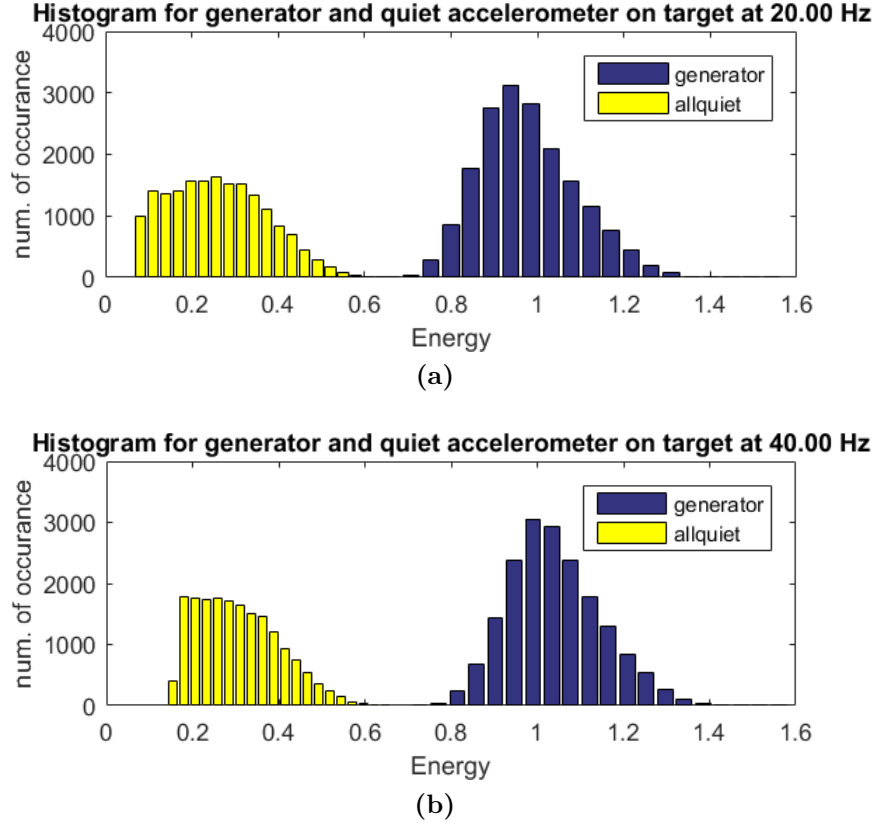 Histogram for generator and quiet accelerometer on target at 20.00 Hz
4000
3000
2000
1000
0
num. of occurance
generator
allquiet
0 0.2 0.4 0.6 0.8 1 1.2 1.4 1.6
Energy
(a)
Histogram for generator and quiet accelerometer on target at 40.00 Hz
4000
3000
2000
1000
0
num. of occurance
generator
allquiet
0 0.2 0.4 0.6 0.8 1 1.2 1.4 1.6
Energy
(b)